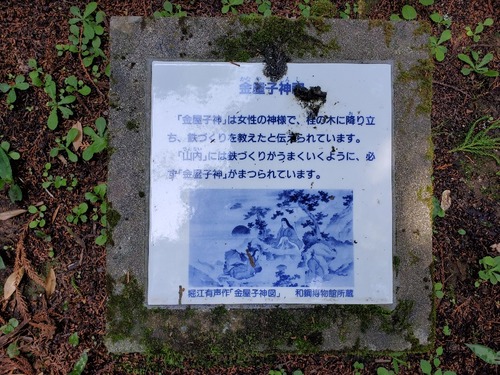 金屋子神
「金屋子神」は女性の神様で、桂の木に降り立
ち、鉄づくりを教えたと伝えられています。
「山内」には鉄づくりがうまくいくように、必
ず「金屋子神」がまつられています。
堀江有声作「金屋子神図」 和鋼博物館所蔵